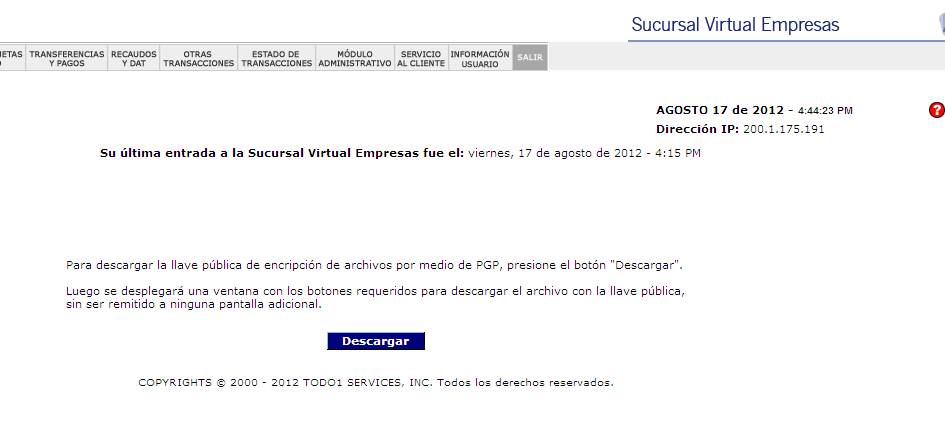 Sucursal Virtual Empresas
TRANSFERENCIAS Y PAGOS
RECAUDOS Y DAT
OTRAS TRANSACCIONES
ESTADO DE TRANSACCIONES
MÓDULO ADMINISTRATIVO
SERVICIO AL CLIENTE
INFORMACIÓN USUARIO
SALIR
AGOSTO 17 de 2012 - 4:44:23 PM
?
Dirección IP: 200.1.175.191
Su última entrada a la Sucursal Virtual Empresas fue el: viernes, 17 de agosto de 2012 - 4:15 PM
Para descargar la llave pública de encripción de archivos por medio de PGP, presione el botón "Descargar".
Luego se desplegará una ventana con los botones requeridos para descargar el archivo con la llave pública,
sin ser remitido a ninguna pantalla adicional.
Descargar
COPYRIGHTS © 2000 - 2012 TODO1 SERVICES, INC. Todos los derechos reservados.